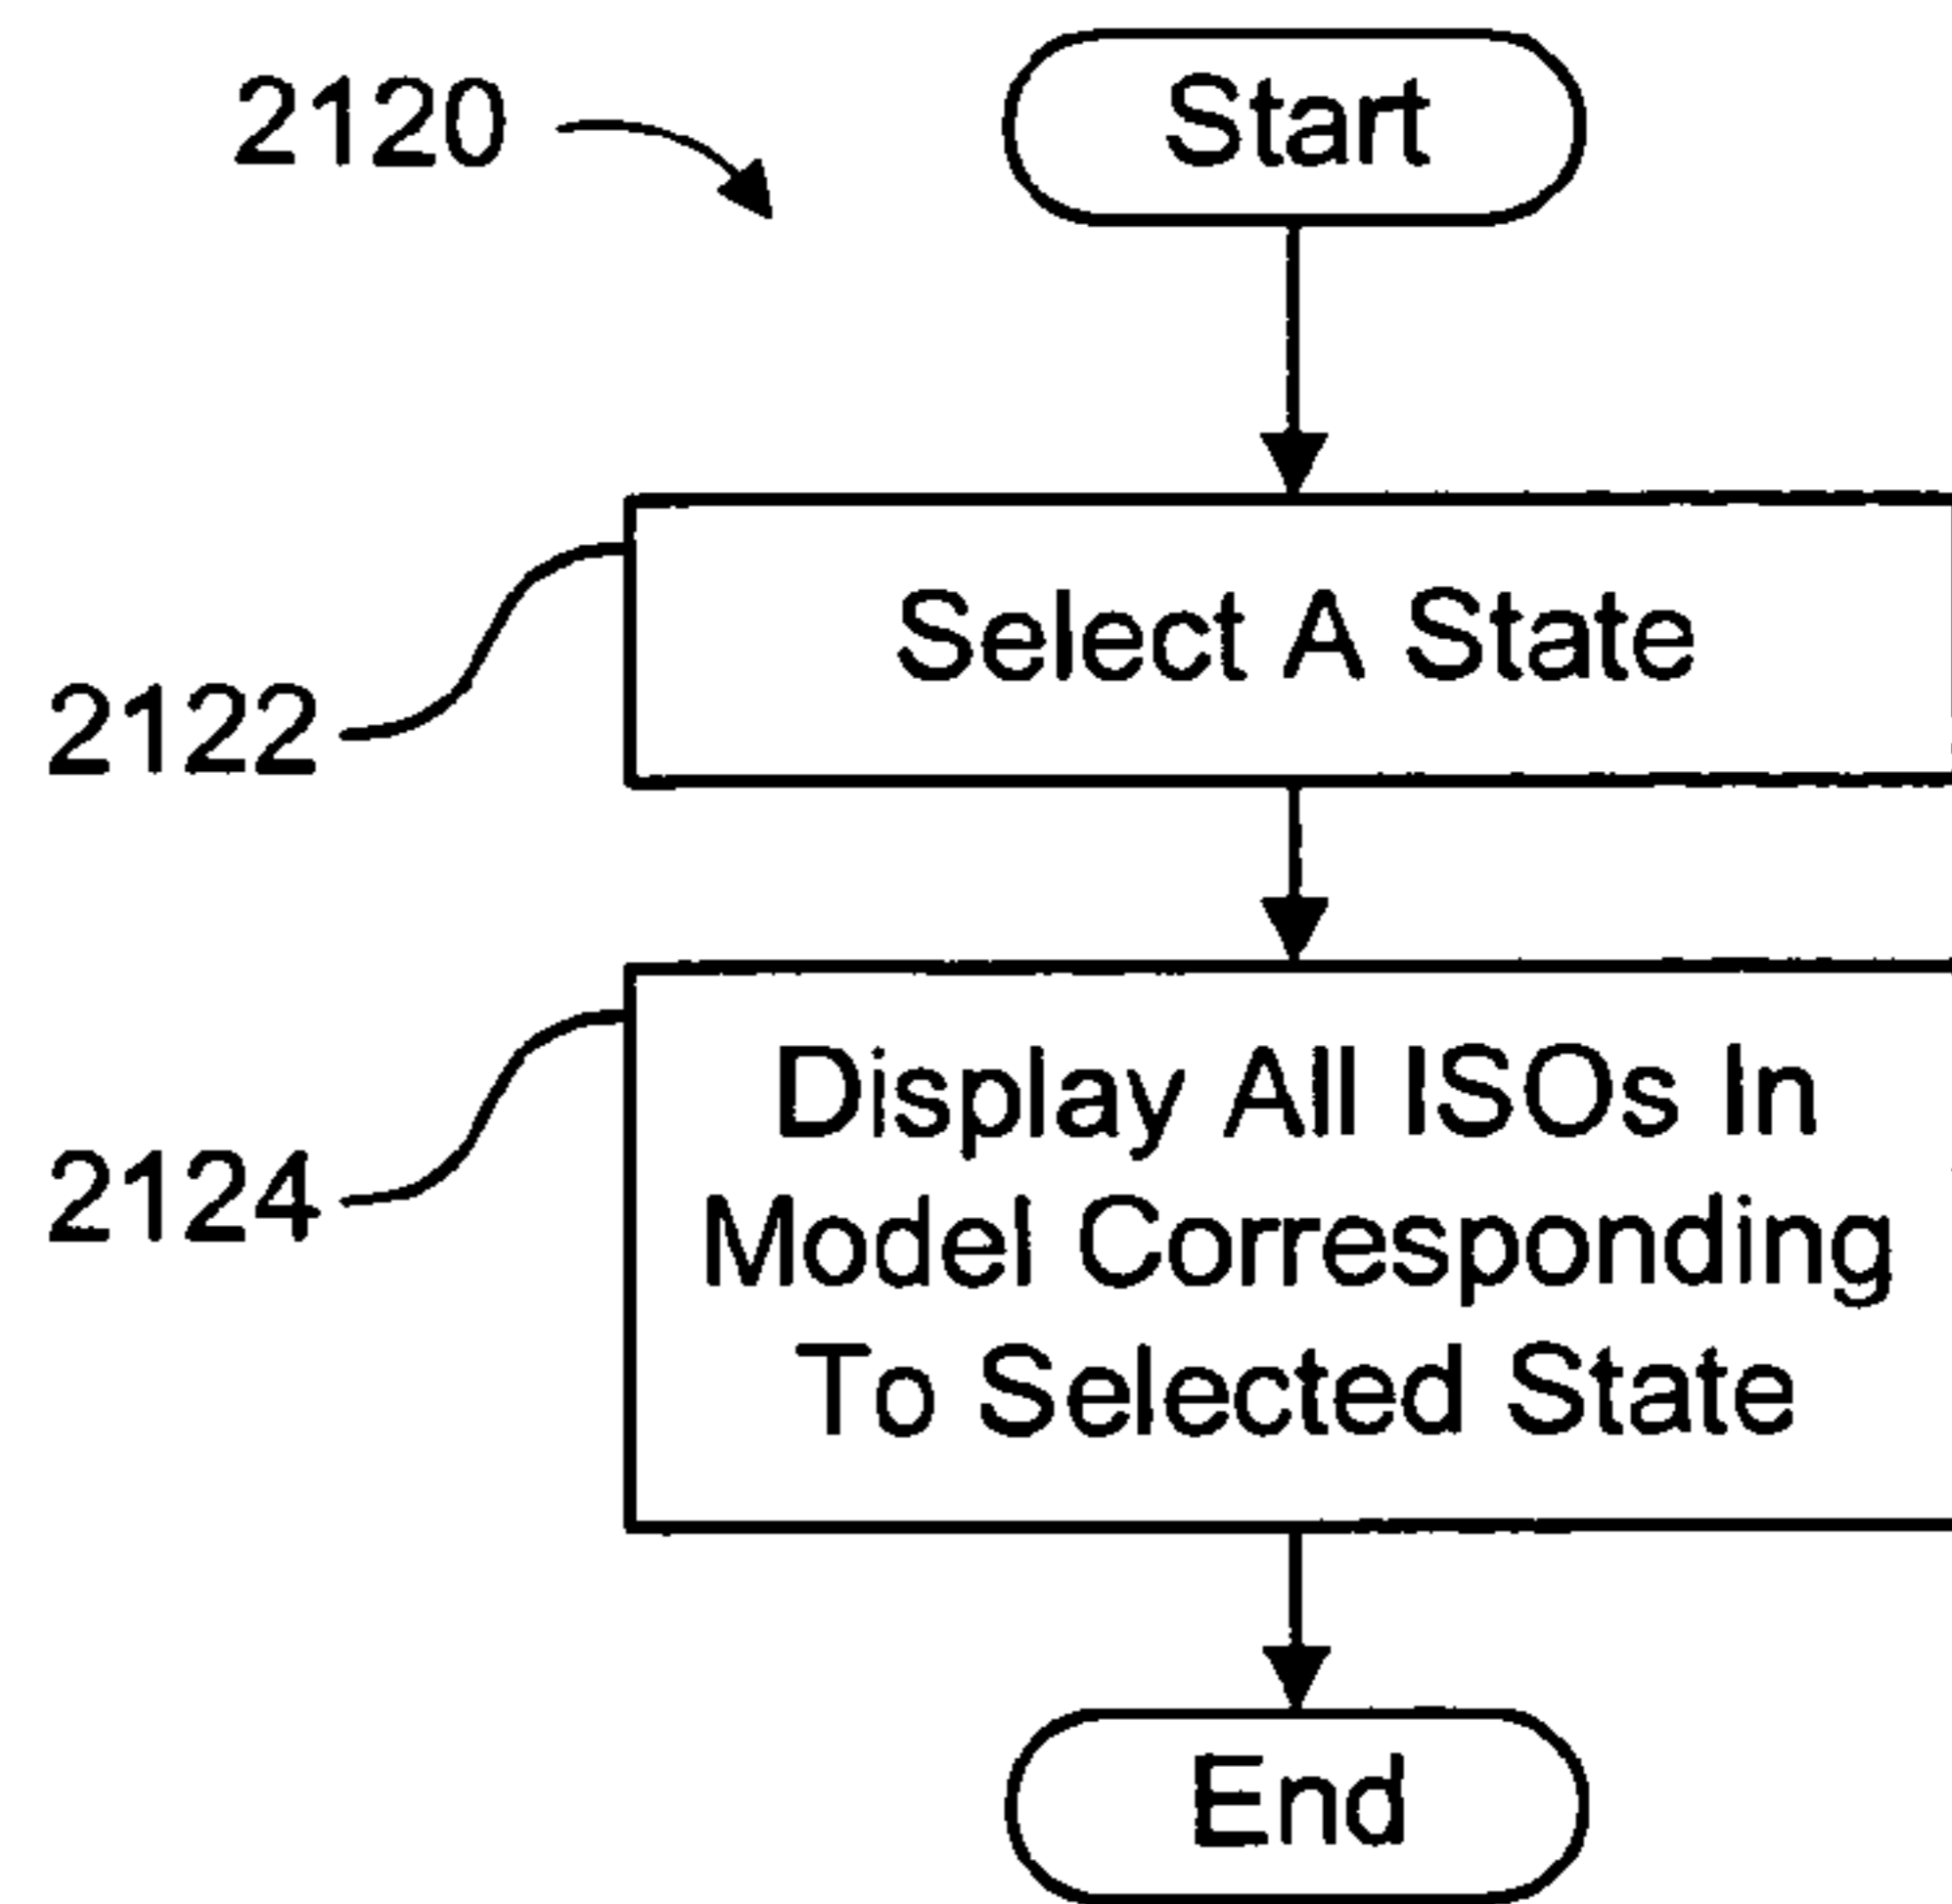 2120
Start
Select A State
2122
Display All ISOs In
Model Corresponding
To Selected State
2124
End